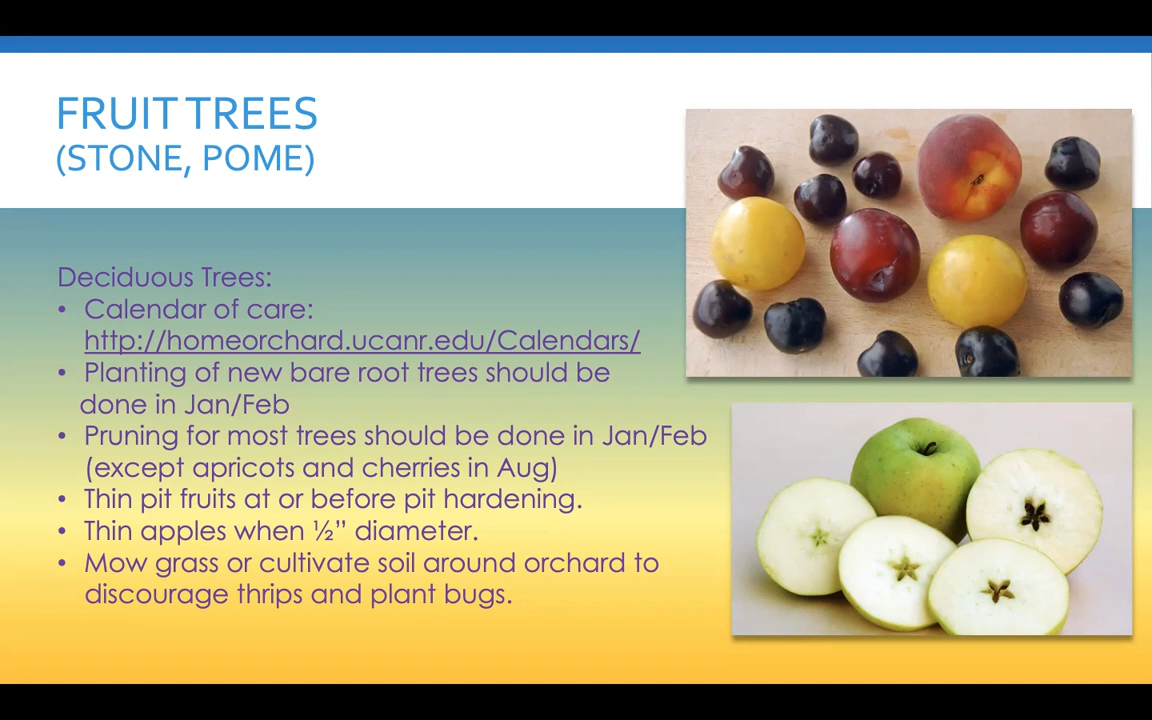 FRUIT TREES
(STONE, POME)
Deciduous Trees:
• Calendar of care:
http://homeorchard.ucanr.edu/Calendars/
• Planting of new bare root trees should be
done in Jan/Feb
• Pruning for most trees should be done in Jan/Feb
(except apricots and cherries in Aug)
• Thin pit fruits at or before pit hardening.
• Thin apples when ½” diameter.
• Mow grass or cultivate soil around orchard to
discourage thrips and plant bugs.